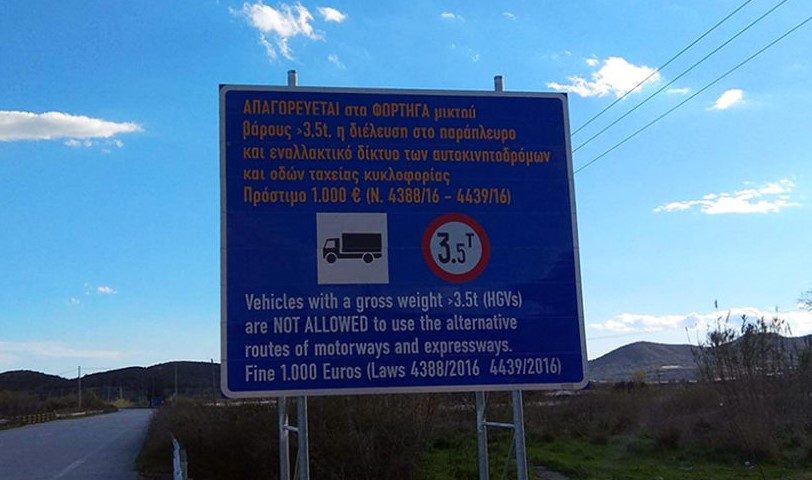 ΑΠΑΓΟΡΕΥΕΤΑΙ στα ΦΟΡΤΗΓΑ μικτού
βάρους >3,5t, η διέλευση στο παράπλευρο
και εναλλακτικό δίκτυο των αυτοκινητοδρόμων
και οδών ταχείας κυκλοφορίας
Πρόστιμο 1.000 € (Ν. 4388/16 - 4439/16)
3.5T
Vehicles with a gross weight >3.5t (HGVs)
are NOT ALLOWED to use the alternative
routes of motorways and expressways.
Fine 1.000 Euros (Laws 4388/2016 4439/2016)